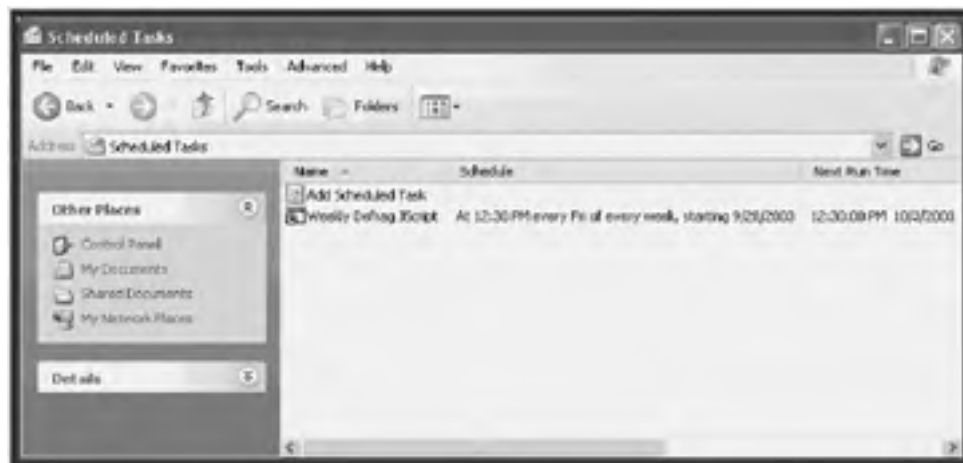 Scheduled Tasks
File Edit View Favorites Tools Advanced Help
Back Search Folders
Address Scheduled Tasks Go
Name Schedule Next Run Time
Add Scheduled Task
Weekly Defrag JScript At 12:30 PM every Fri of every week, starting 9/28/2003 12:30:00 PM 10/3/2003
Other Places
Control Panel
My Documents
Shared Documents
My Network Places
Details